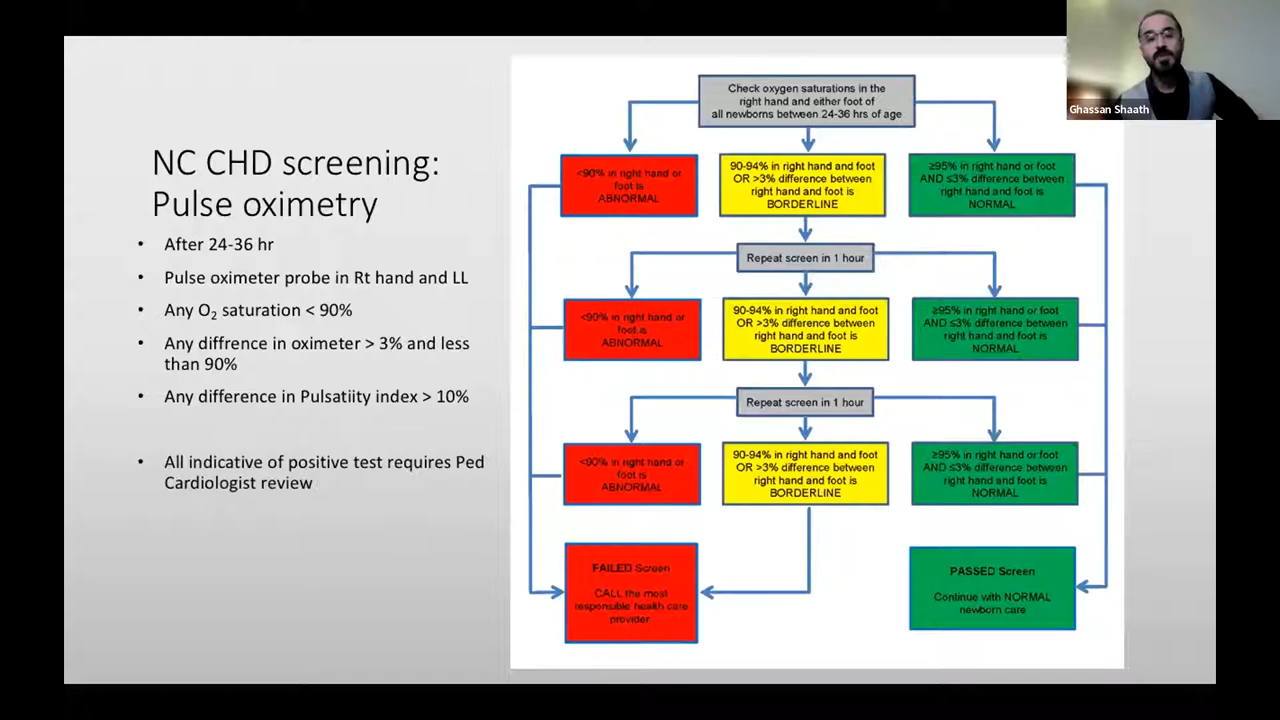 NC CHD screening:
Pulse oximetry
• After 24-36 hr
• Pulse oximeter probe in Rt hand and LL
• Any O₂ saturation < 90%
• Any diffrence in oximeter > 3% and less
than 90%
• Any difference in Pulsatiity index > 10%
• All indicative of positive test requires Ped
Cardiologist review
Check oxygen saturations in the
right hand and either foot of
all newborns between 24-36 hrs of age
<90% in right hand or
foot is
ABNORMAL
90-94% in right hand and foot
OR >3% difference between
right hand and foot is
BORDERLINE
≥95% in right hand or foot
AND ≤3% difference between
right hand and foot is
NORMAL
Repeat screen in 1 hour
<90% in right hand or
foot is
ABNORMAL
90-94% in right hand and foot
OR >3% difference between
right hand and foot is
BORDERLINE
≥95% in right hand or foot
AND ≤3% difference between
right hand and foot is
NORMAL
Repeat screen in 1 hour
<90% in right hand or
foot is
ABNORMAL
90-94% in right hand and foot
OR >3% difference between
right hand and foot is
BORDERLINE
≥95% in right hand or foot
AND ≤3% difference between
right hand and foot is
NORMAL
FAILED Screen
CALL the most
responsible health care
provider
PASSED Screen
Continue with NORMAL
newborn care
Ghassan Shaath